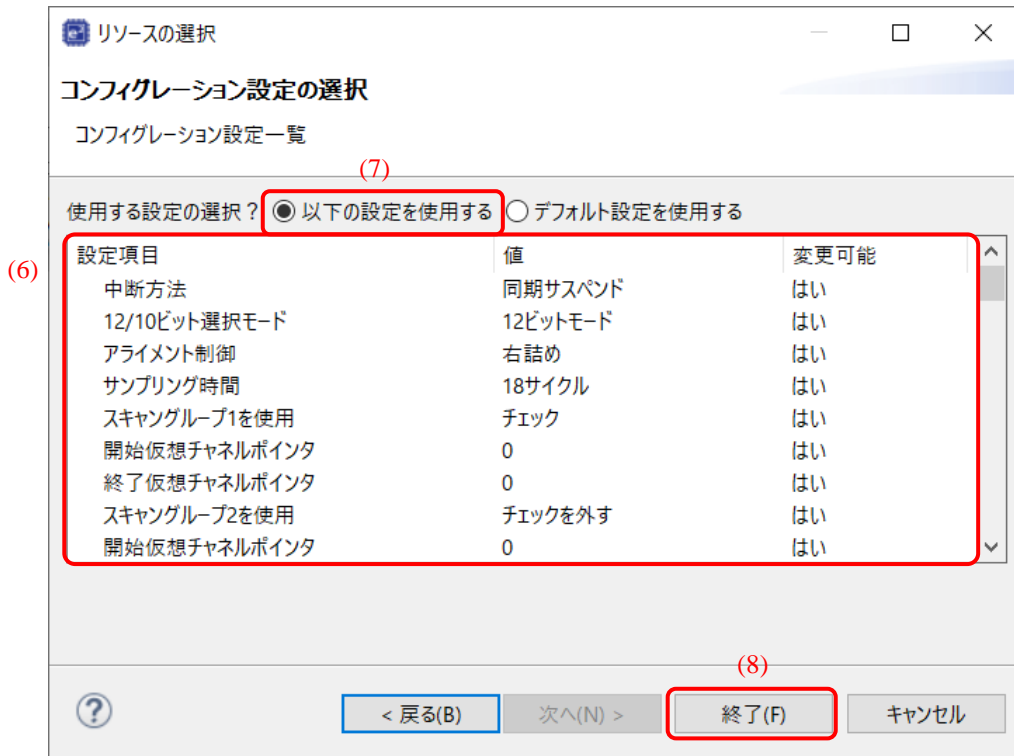 リソースの選択
コンフィグレーション設定の選択
コンフィグレーション設定一覧
(7)
使用する設定の選択? 以下の設定を使用する デフォルト設定を使用する
(6)
設定項目 値 変更可能
中断方法 同期サスペンド はい
12/10ビット選択モード 12ビットモード はい
アライメント制御 右詰め はい
サンプリング時間 18サイクル はい
スキャングループ1を使用 チェック はい
開始仮想チャネルポインタ 0 はい
終了仮想チャネルポインタ 0 はい
スキャングループ2を使用 チェックを外す はい
開始仮想チャネルポインタ 0 はい
(8)
< 戻る(B) 次へ(N) > 終了(F) キャンセル